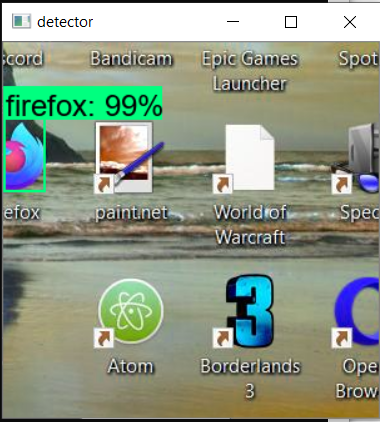 detector
scord
Bandicam
Epic Games
Launcher
Spot
firefox: 99%
efox
paint.net
World of
Warcraft
Spec
Atom
3
Borderlands
3
Ope
Brow